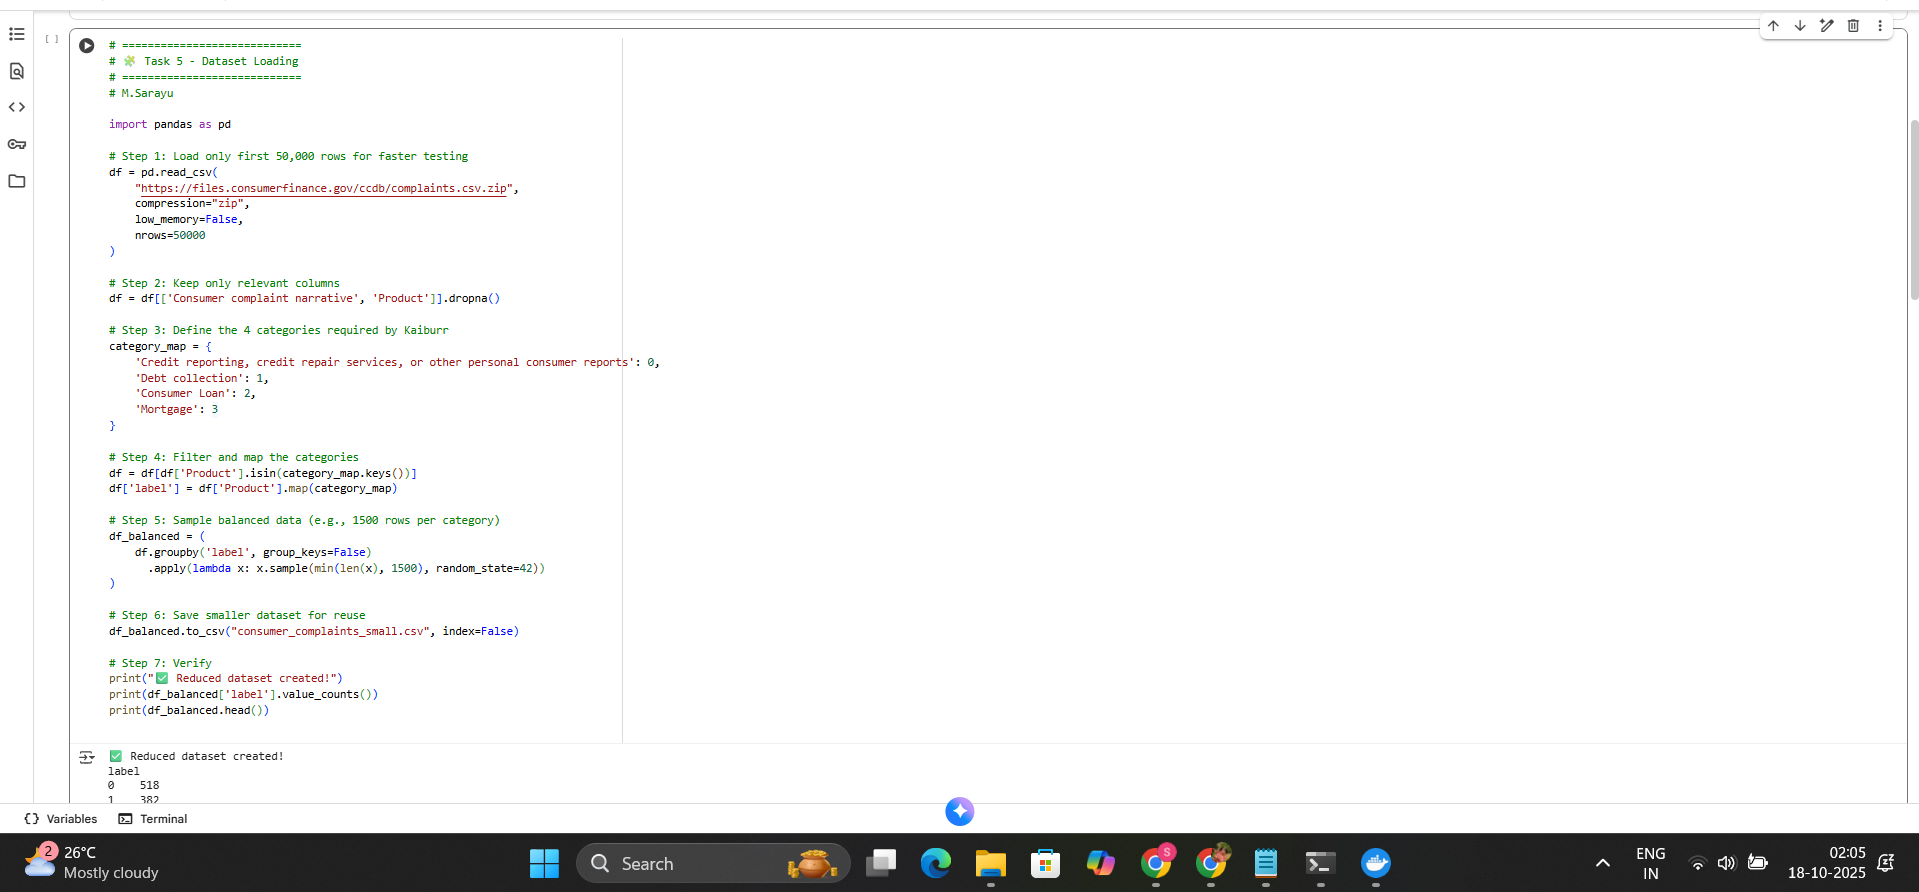 [ ]
# ============================
# 🧩 Task 5 - Dataset Loading
# ============================
# M.Sarayu
import pandas as pd
# Step 1: Load only first 50,000 rows for faster testing
df = pd.read_csv(
    "https://files.consumerfinance.gov/ccdb/complaints.csv.zip",
    compression="zip",
    low_memory=False,
    nrows=50000
)
# Step 2: Keep only relevant columns
df = df[['Consumer complaint narrative', 'Product']].dropna()
# Step 3: Define the 4 categories required by Kaiburr
category_map = {
    'Credit reporting, credit repair services, or other personal consumer reports': 0,
    'Debt collection': 1,
    'Consumer Loan': 2,
    'Mortgage': 3
}
# Step 4: Filter and map the categories
df = df[df['Product'].isin(category_map.keys())]
df['label'] = df['Product'].map(category_map)
# Step 5: Sample balanced data (e.g., 1500 rows per category)
df_balanced = (
    df.groupby('label', group_keys=False)
      .apply(lambda x: x.sample(min(len(x), 1500), random_state=42))
)
# Step 6: Save smaller dataset for reuse
df_balanced.to_csv("consumer_complaints_small.csv", index=False)
# Step 7: Verify
print("✅ Reduced dataset created!")
print(df_balanced['label'].value_counts())
print(df_balanced.head())
✅ Reduced dataset created!
label
0    518
1    382
{} Variables
Terminal
2
26°C
Mostly cloudy
Search
S
ENG
IN
02:05
18-10-2025